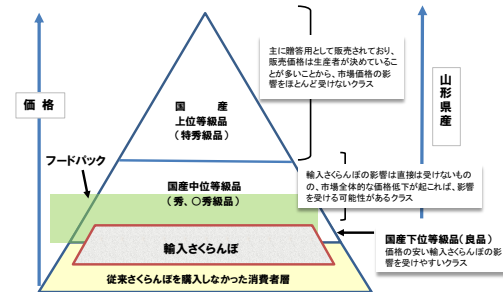 主に贈答用として販売されており、
販売価格は生産者が決めているこ
とが多いことから、市場価格の影
響をほとんど受けないクラス
価 格
山形県産
国　産
上位等級品
(特秀級品)
フードパック
輸入さくらんぼの影響は直接は受けないもの
の、市場全体的な価格低下が起これば、影響
を受ける可能性があるクラス
国産中位等級品
(秀、〇秀級品)
輸入さくらんぼ
国産下位等級品(良品)
価格の安い輸入さくらんぼの影響
を受けやすいクラス
従来さくらんぼを購入しなかった消費者層